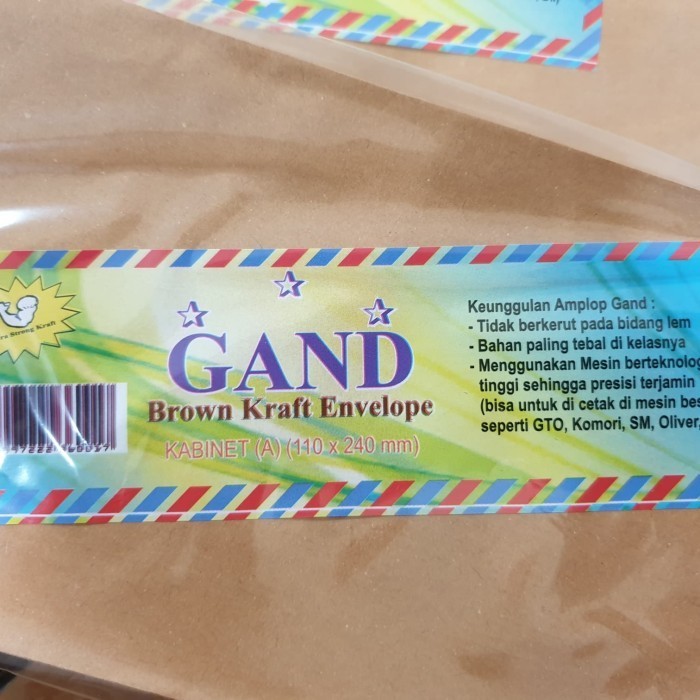 Strong Kraft
GAND
Brown Kraft Envelope
KABINET (A) (110 x 240 mm)
Keunggulan Amplop Gand :
- Tidak berkerut pada bidang lem
- Bahan paling tebal di kelasnya
- Menggunakan Mesin berteknolog
tinggi sehingga presisi terjamin
(bisa untuk di cetak di mesin bes
seperti GTO, Komori, SM, Oliver,